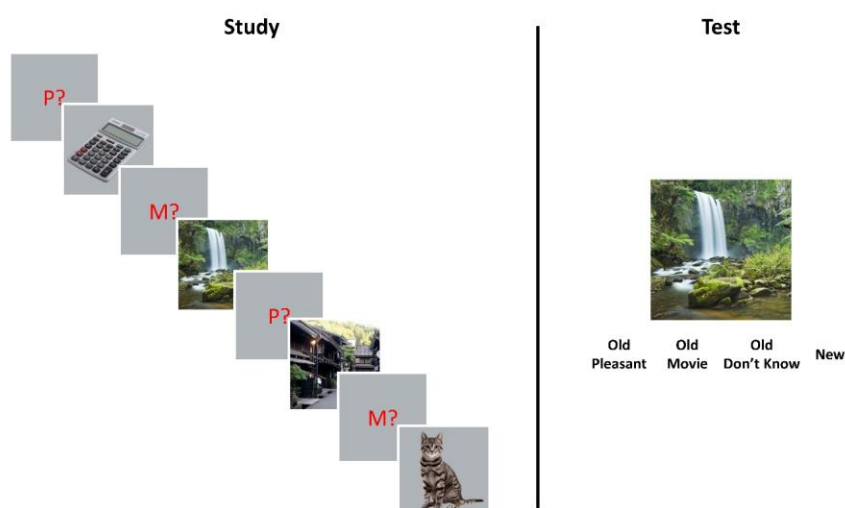 Study
Test
P?
M?
P?
M?
Old Old Old New
Pleasant Movie Don't Know